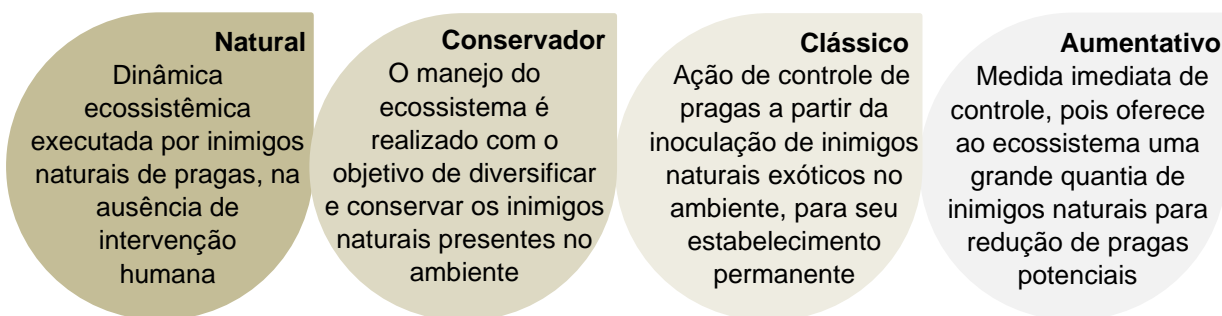 Natural
Dinâmica
ecossistêmica
executada por inimigos
naturais de pragas, na
ausência de
intervenção
humana
Conservador
O manejo do
ecossistema é
realizado com o
objetivo de diversificar
e conservar os inimigos
naturais presentes no
ambiente
Clássico
Ação de controle de
pragas a partir da
inoculação de inimigos
naturais exóticos no
ambiente, para seu
estabelecimento
permanente
Aumentativo
Medida imediata de
controle, pois oferece
ao ecossistema uma
grande quantia de
inimigos naturais para
redução de pragas
potenciais